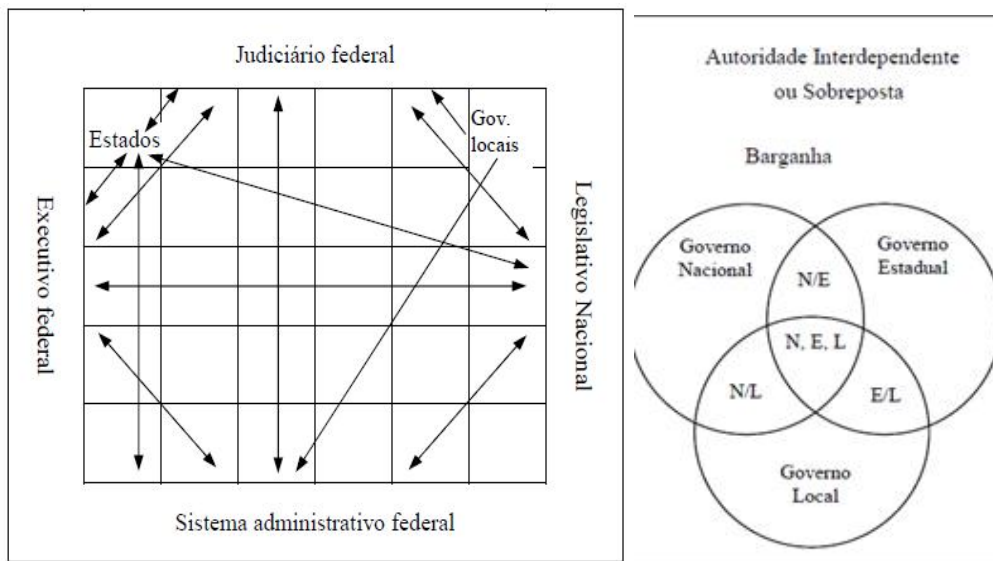 Judiciário federal
Estados
Gov.
locais
Executivo federal
Legislativo Nacional
Sistema administrativo federal
Autoridade Interdependente
ou Sobreposta
Barganha
Governo
Nacional
Governo
Estadual
N/E
N, E, L
N/L
E/L
Governo
Local